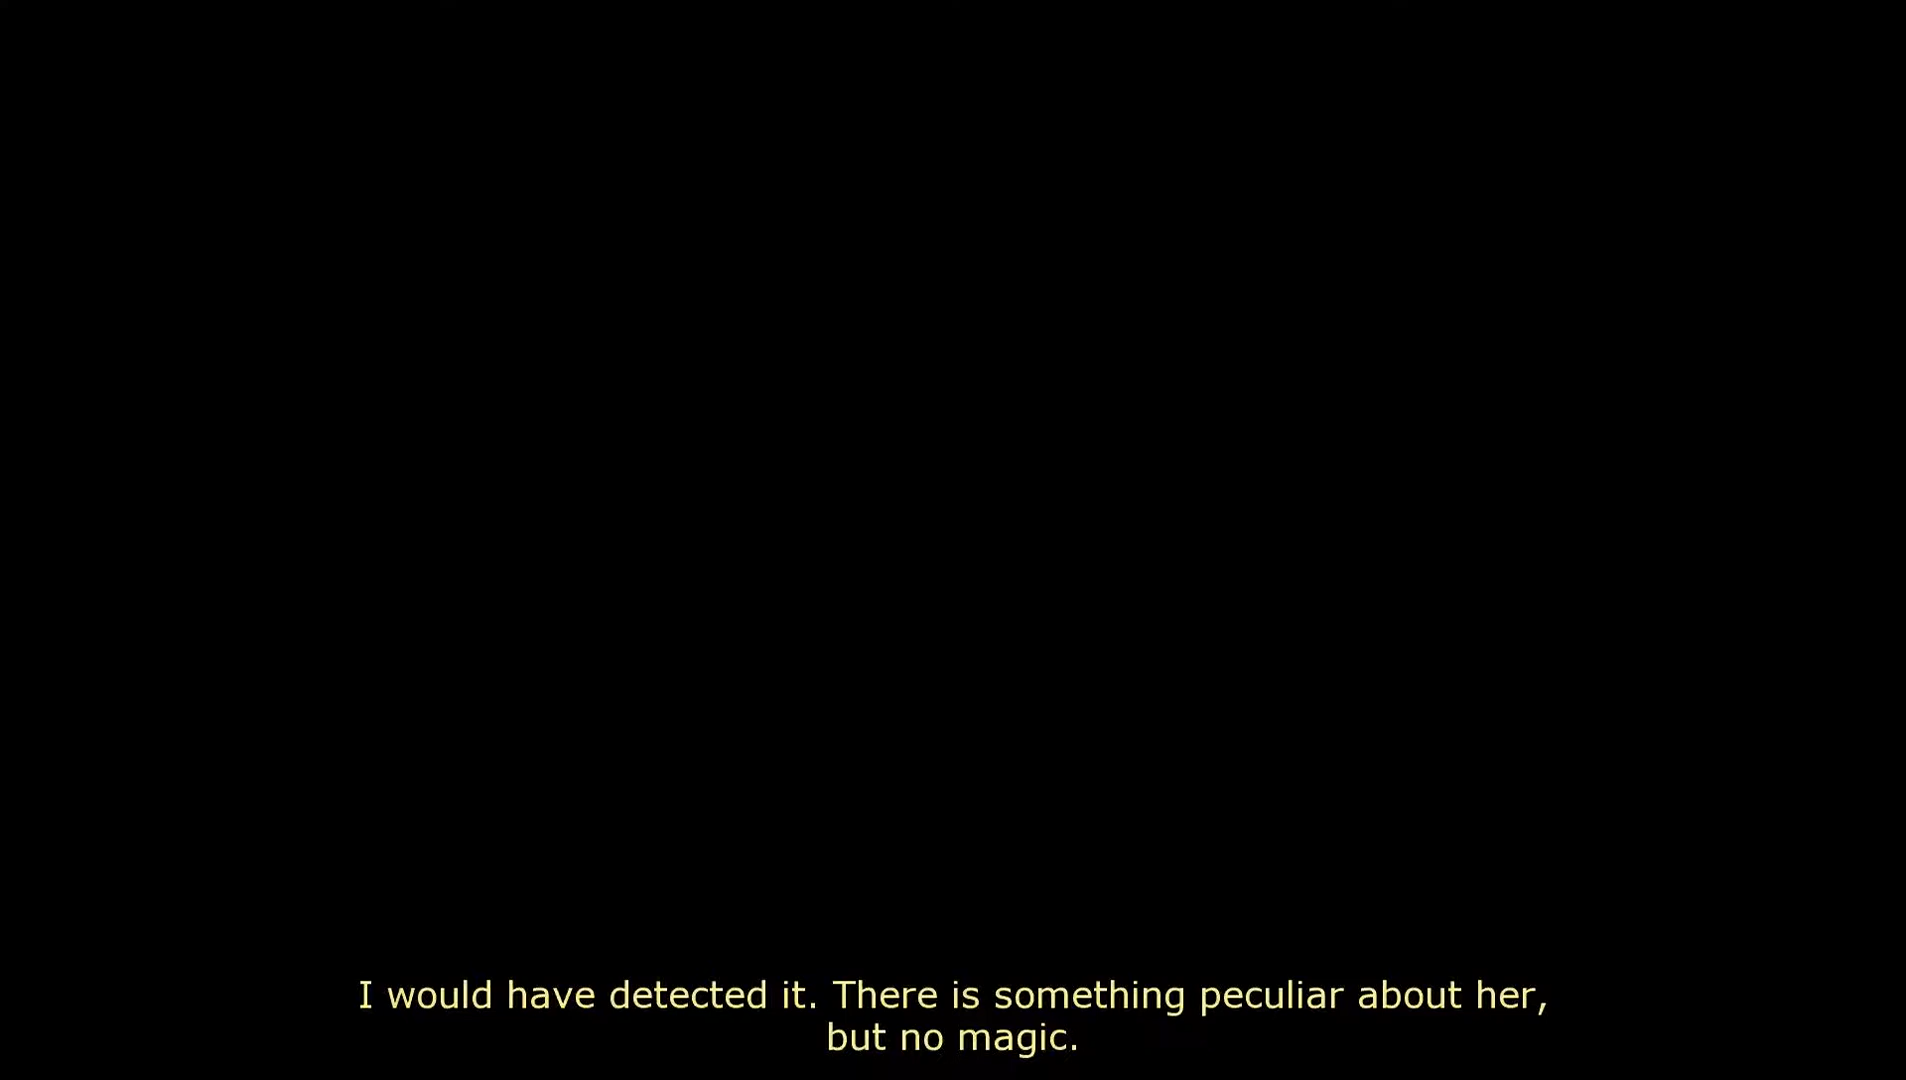 I would have detected it. There is something peculiar about her,
but no magic.